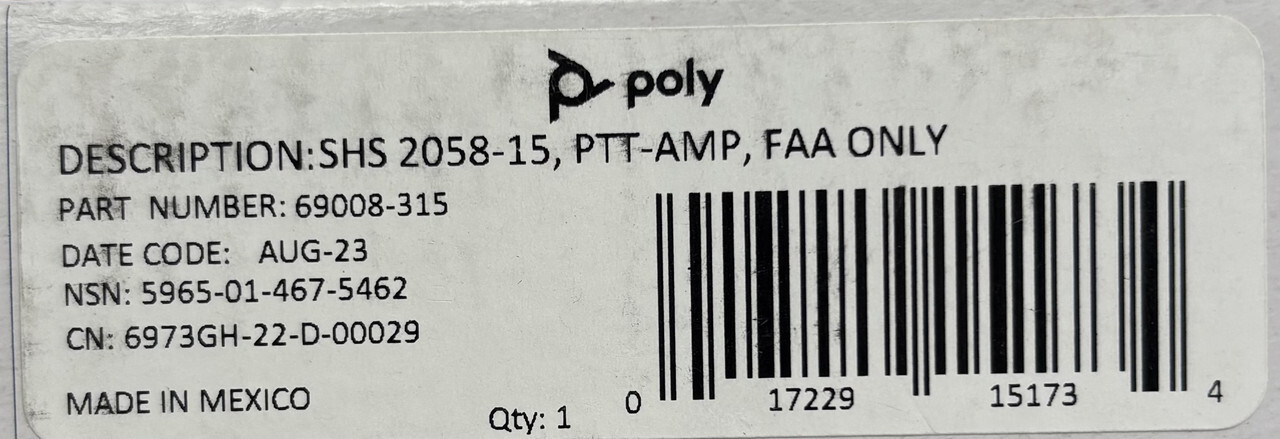 poly
DESCRIPTION:SHS 2058-15, PTT-AMP, FAA ONLY
PART NUMBER: 69008-315
DATE CODE: AUG-23
NSN: 5965-01-467-5462
CN: 6973GH-22-D-00029
MADE IN MEXICO
Qty: 1
0 17229 15173 4